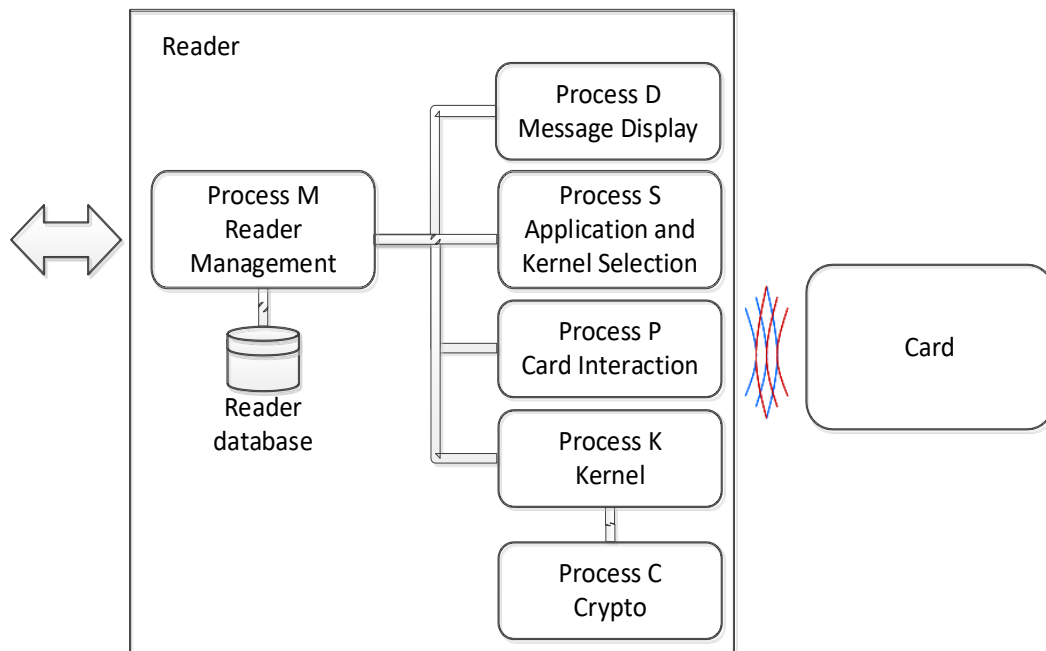 Reader
Process D
Message Display
Process M
Reader
Management
Process S
Application and
Kernel Selection
Process P
Card Interaction
Card
Reader
database
Process K
Kernel
Process C
Crypto